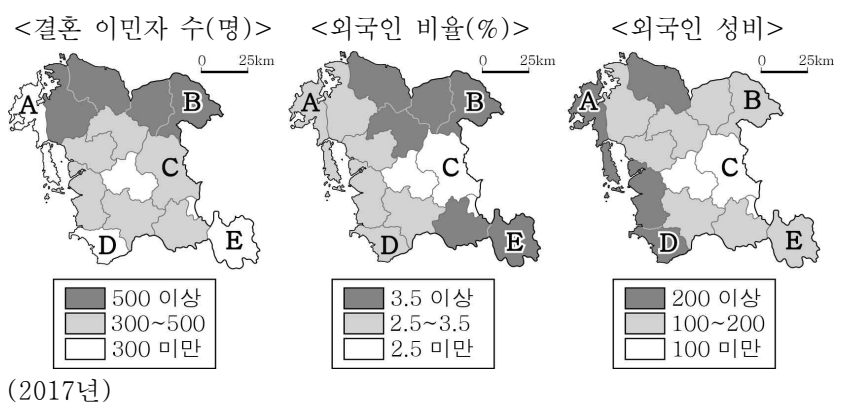 <결혼 이민자 수(명)> <외국인 비율(%)> <외국인 성비>
0 25km 0 25km 0 25km
A B A B A B
C C C
D E D E D E
500 이상 3.5 이상 200 이상
300~500 2.5~3.5 100~200
300 미만 2.5 미만 100 미만
(2017년)